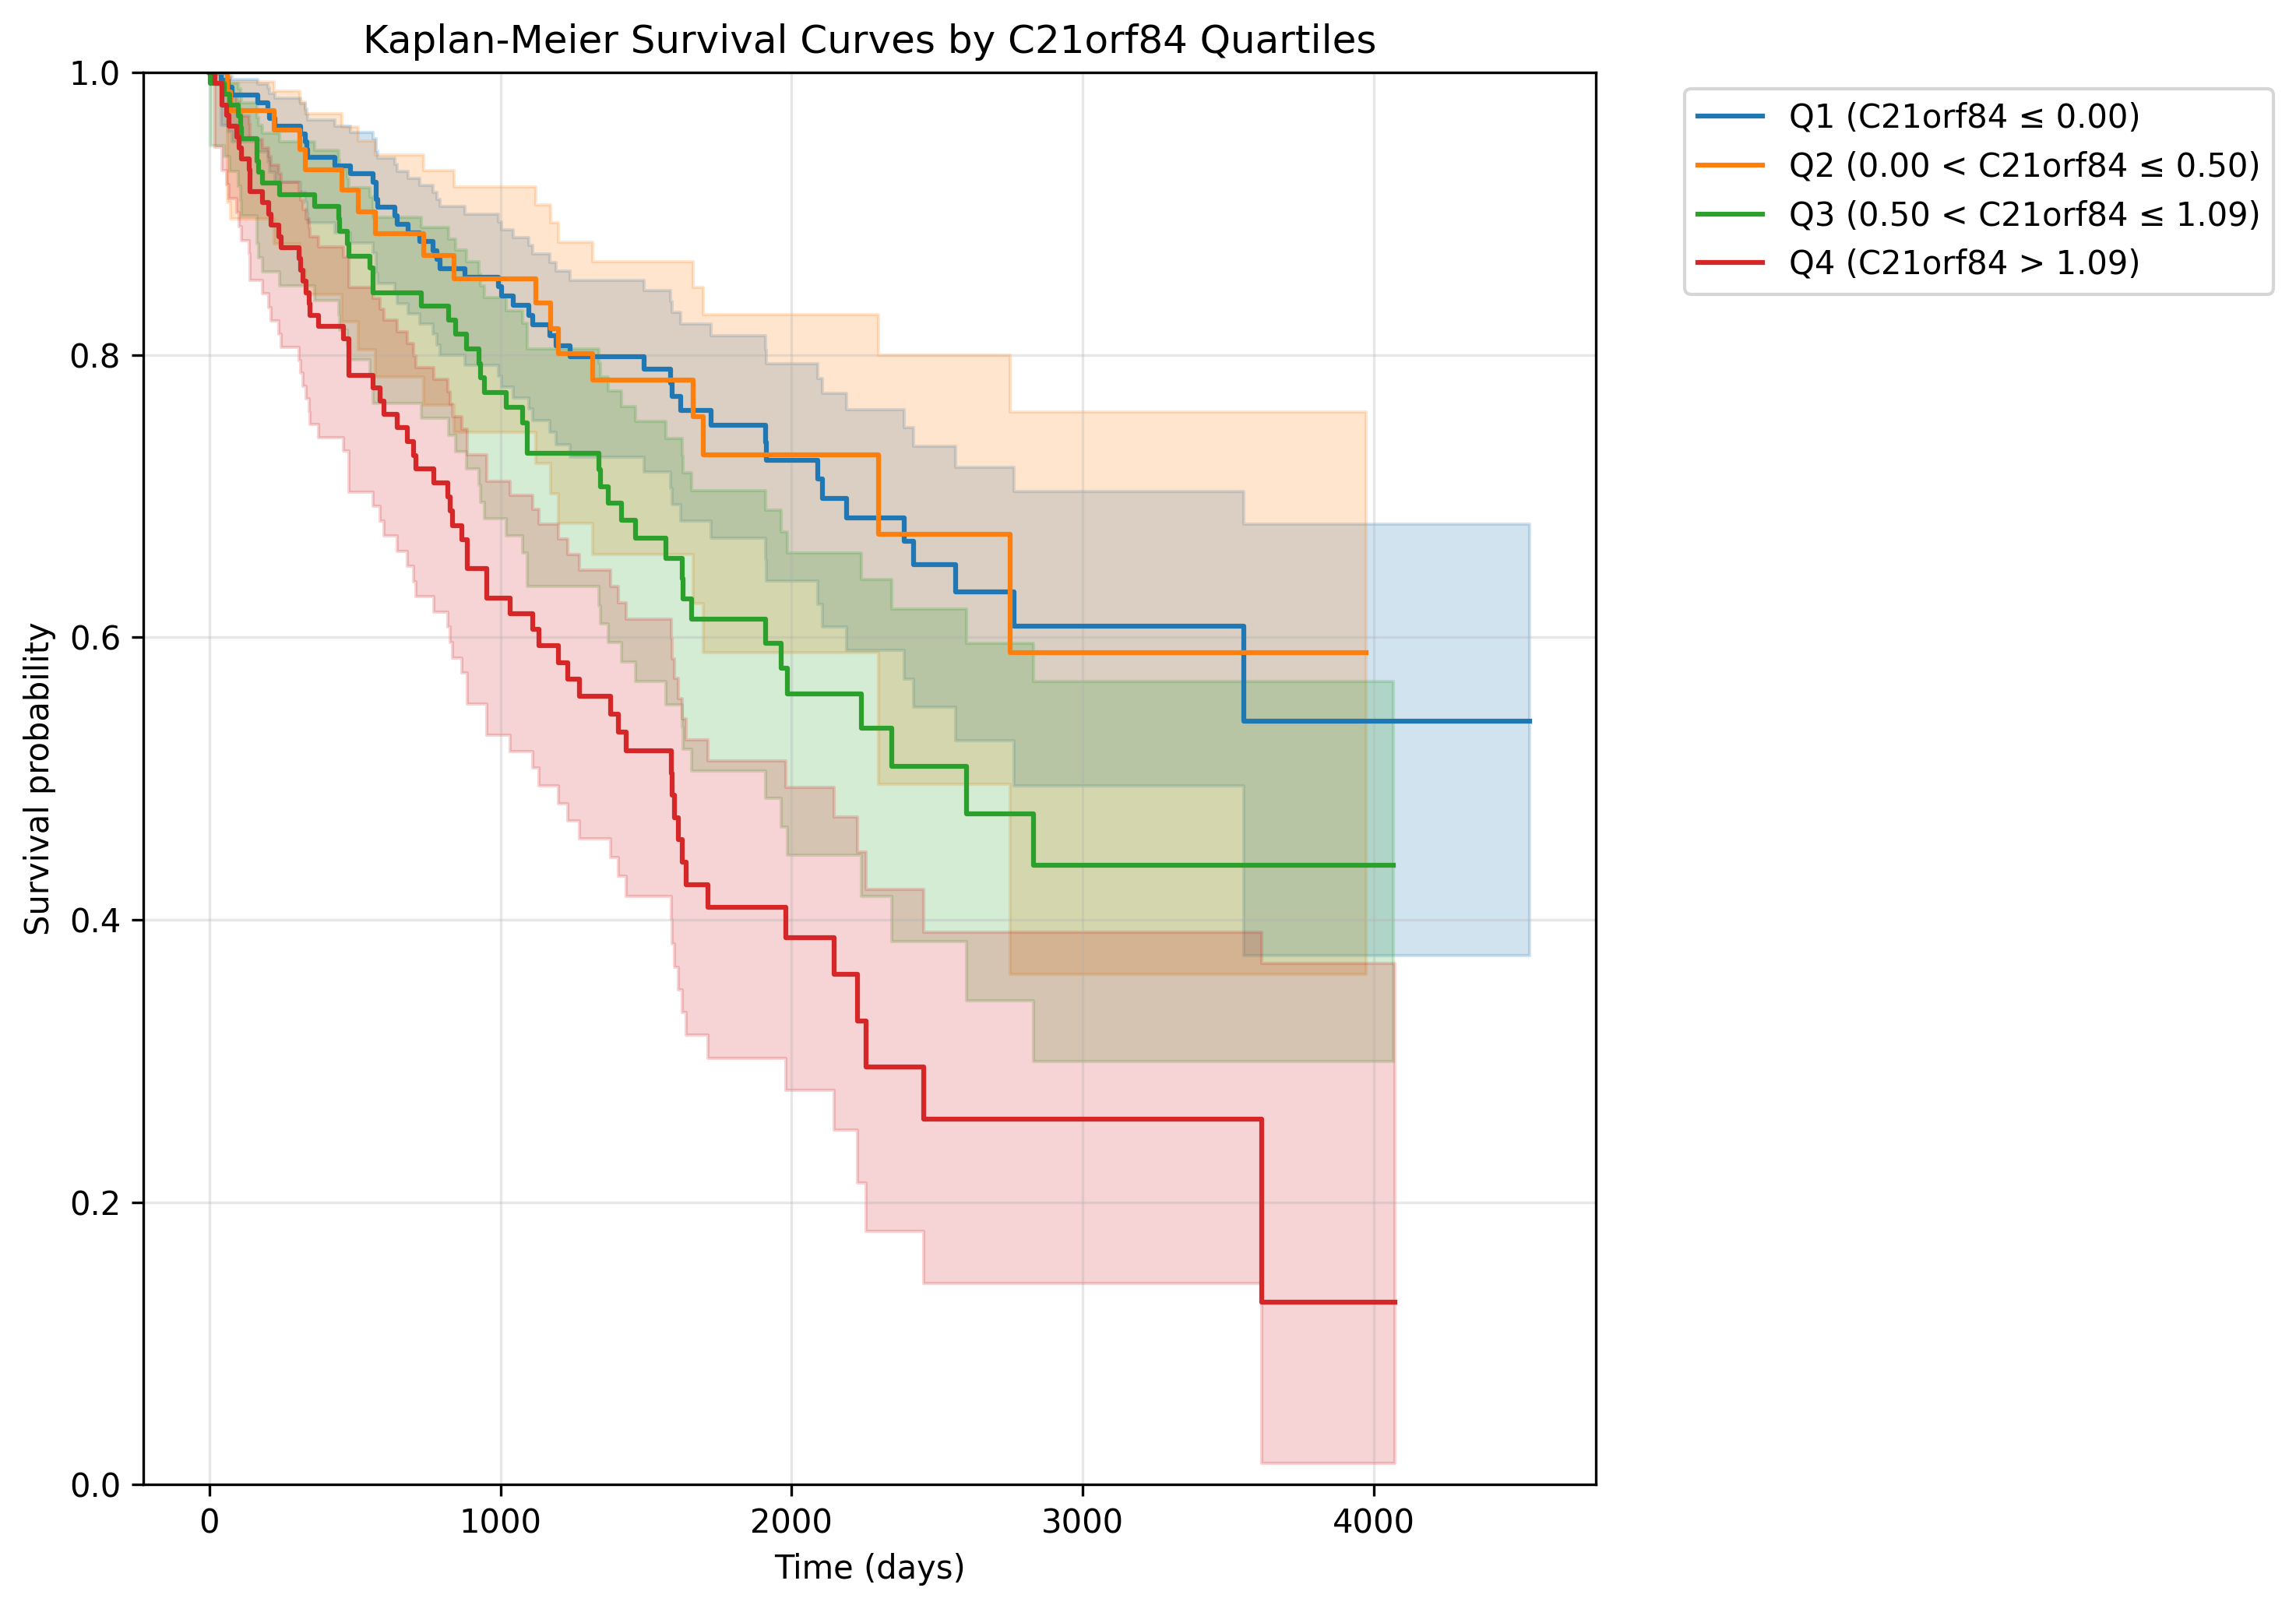 Kaplan-Meier Survival Curves by C21orf84 Quartiles
1.0
0.8
0.6
0.4
0.2
0.0
Survival probability
0 1000 2000 3000 4000
Time (days)
Q1 (C21orf84 ≤ 0.00)
Q2 (0.00 < C21orf84 ≤ 0.50)
Q3 (0.50 < C21orf84 ≤ 1.09)
Q4 (C21orf84 > 1.09)